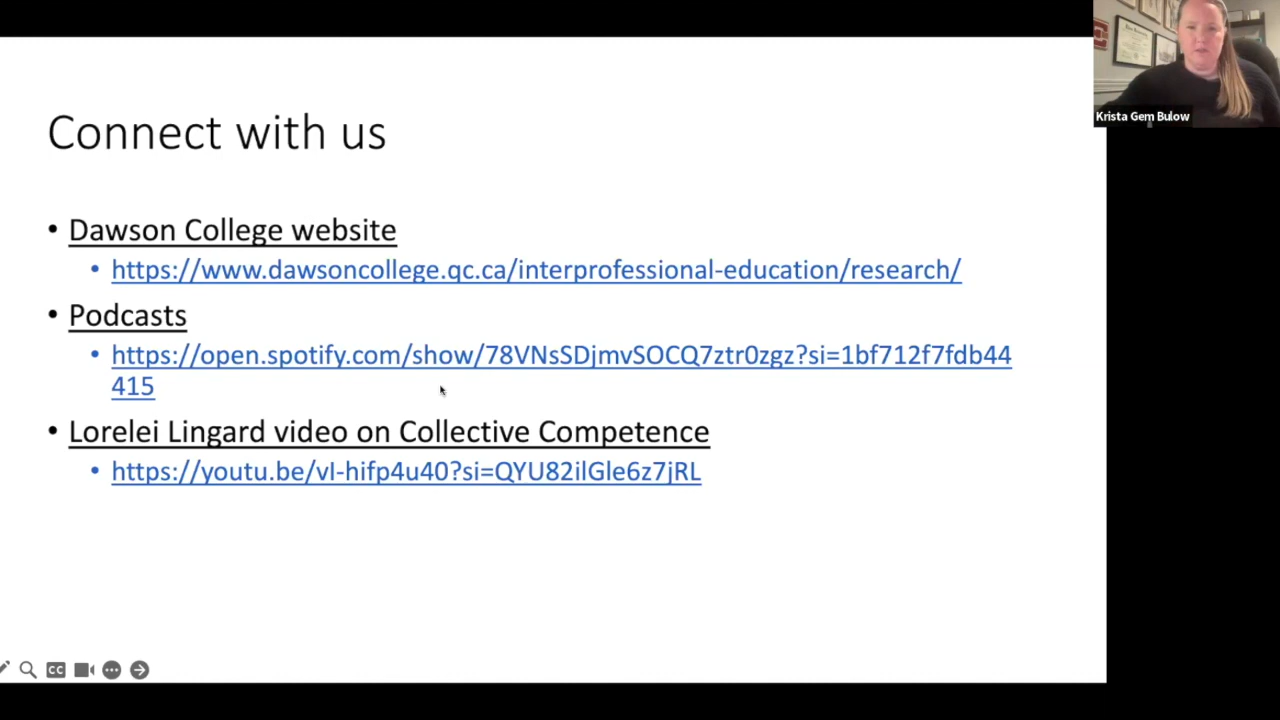 Connect with us
• Dawson College website
• https://www.dawsoncollege.qc.ca/interprofessional-education/research/
• Podcasts
• https://open.spotify.com/show/78VNsSDjmvSOCQ7ztr0zgz?si=1bf712f7fdb44
415
• Lorelei Lingard video on Collective Competence
• https://youtu.be/vI-hifp4u40?si=QYU82ilGle6z7jRL
Krista Gem Bulow
CC